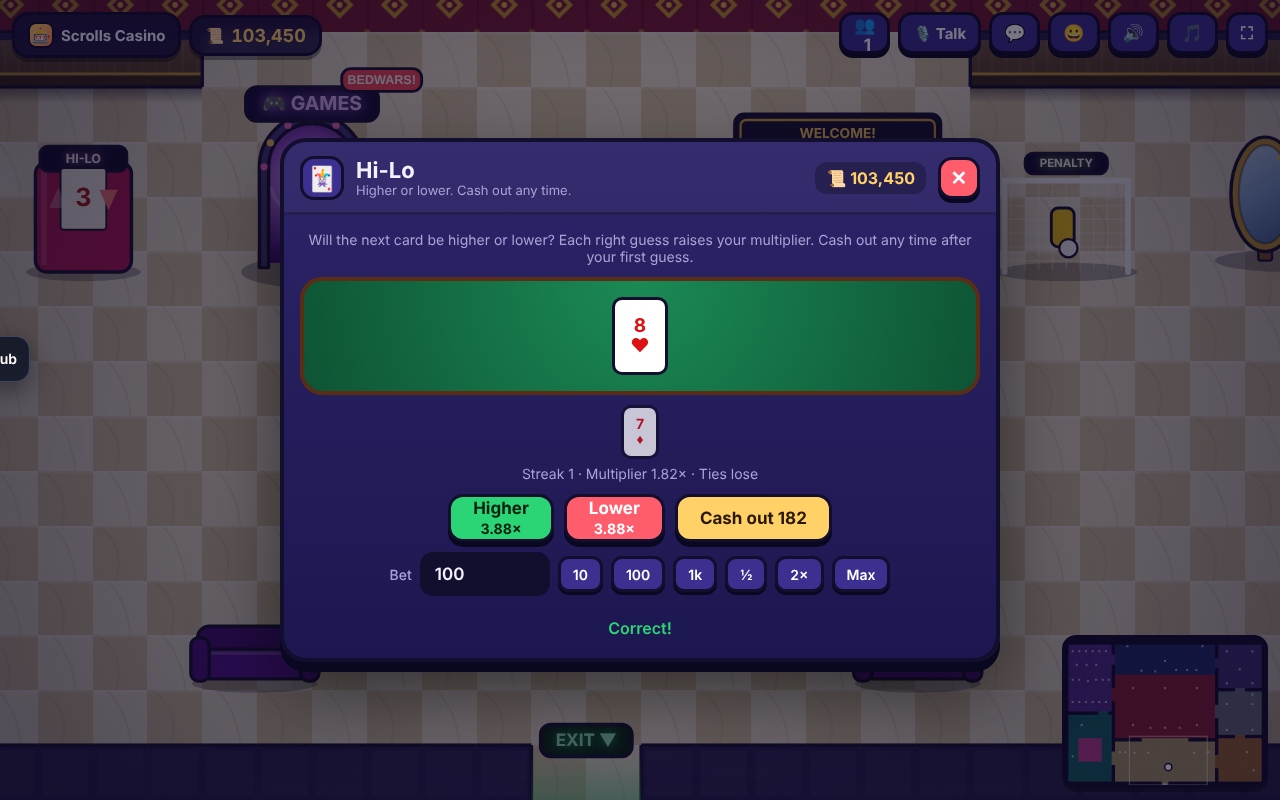 Scrolls Casino
103,450
1
Talk
BEDWARS!
GAMES
WELCOME!
HI-LO
3
PENALTY
Hi-Lo
Higher or lower. Cash out any time.
103,450
Will the next card be higher or lower? Each right guess raises your multiplier. Cash out any time after
your first guess.
8
ub
7
Streak 1 · Multiplier 1.82× · Ties lose
Higher
3.88×
Lower
3.88×
Cash out 182
Bet
100
10
100
1k
½
2×
Max
Correct!
EXIT ▼